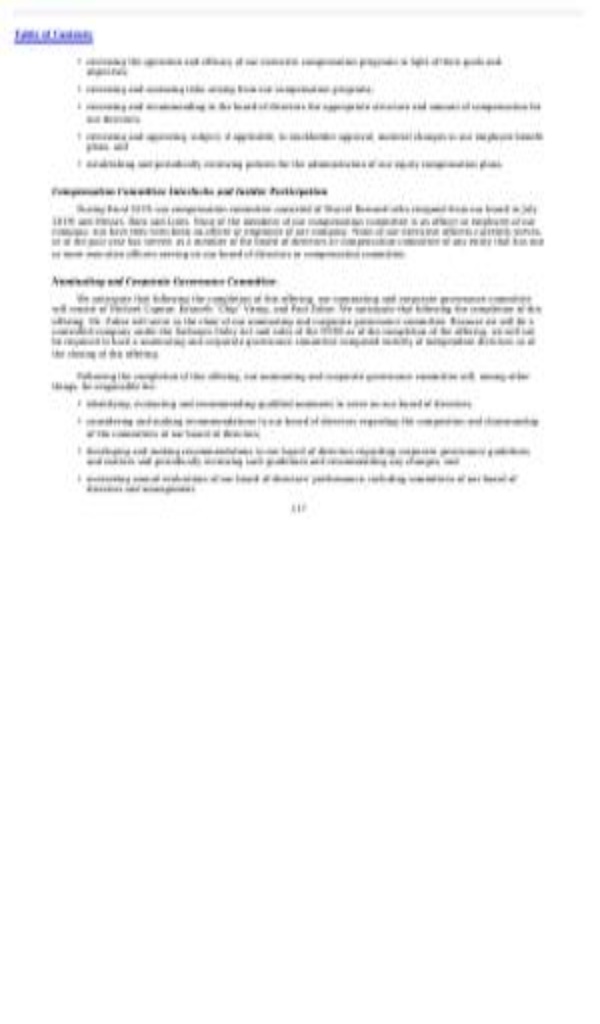 Table of Contents
• reviewing the operation and efficacy of our executive compensation programs in light of their goals and
objectives;
• reviewing and assessing risks arising from our compensation programs;
• reviewing and recommending to the board of directors the appropriate structure and amount of compensation for
our directors;
• reviewing and approving, subject, if applicable, to stockholder approval, material changes in our employee benefit
plans; and
• establishing and periodically reviewing policies for the administration of our equity compensation plans.
Compensation Committee Interlocks and Insider Participation
During Fiscal 2019, our compensation committee consisted of (who resigned from our board in July
2019) and Messrs. None of the members of our compensation committee is an officer or employee of our
company, nor have they ever been an officer or employee of our company. None of our executive officers currently serves,
or in the past year has served, as a member of the board of directors or compensation committee of any entity that has one
or more executive officers serving on our board of directors or compensation committee.
Nominating and Corporate Governance Committee
We anticipate that following the completion of this offering, our nominating and corporate governance committee
will consist of and Paul We anticipate that following the completion of this
offering, Mr. will serve as the chair of our nominating and corporate governance committee. Because we will be a
controlled company under the and rules of the as of the completion of the offering, we will not
be required to have a nominating and corporate governance committee composed entirely of independent directors as of
the closing of this offering.
Following the completion of this offering, our nominating and corporate governance committee will, among other
things, be responsible for:
• identifying, evaluating and recommending qualified nominees to serve on our board of directors;
• considering and making recommendations to our board of directors regarding the composition and chairmanship
of the committees of our board of directors;
• developing and making recommendations to our board of directors regarding corporate governance guidelines
and matters and periodically reviewing such guidelines and recommending any changes; and
• overseeing annual evaluations of our board of directors' performance, including committees of our board of
directors and management.
117